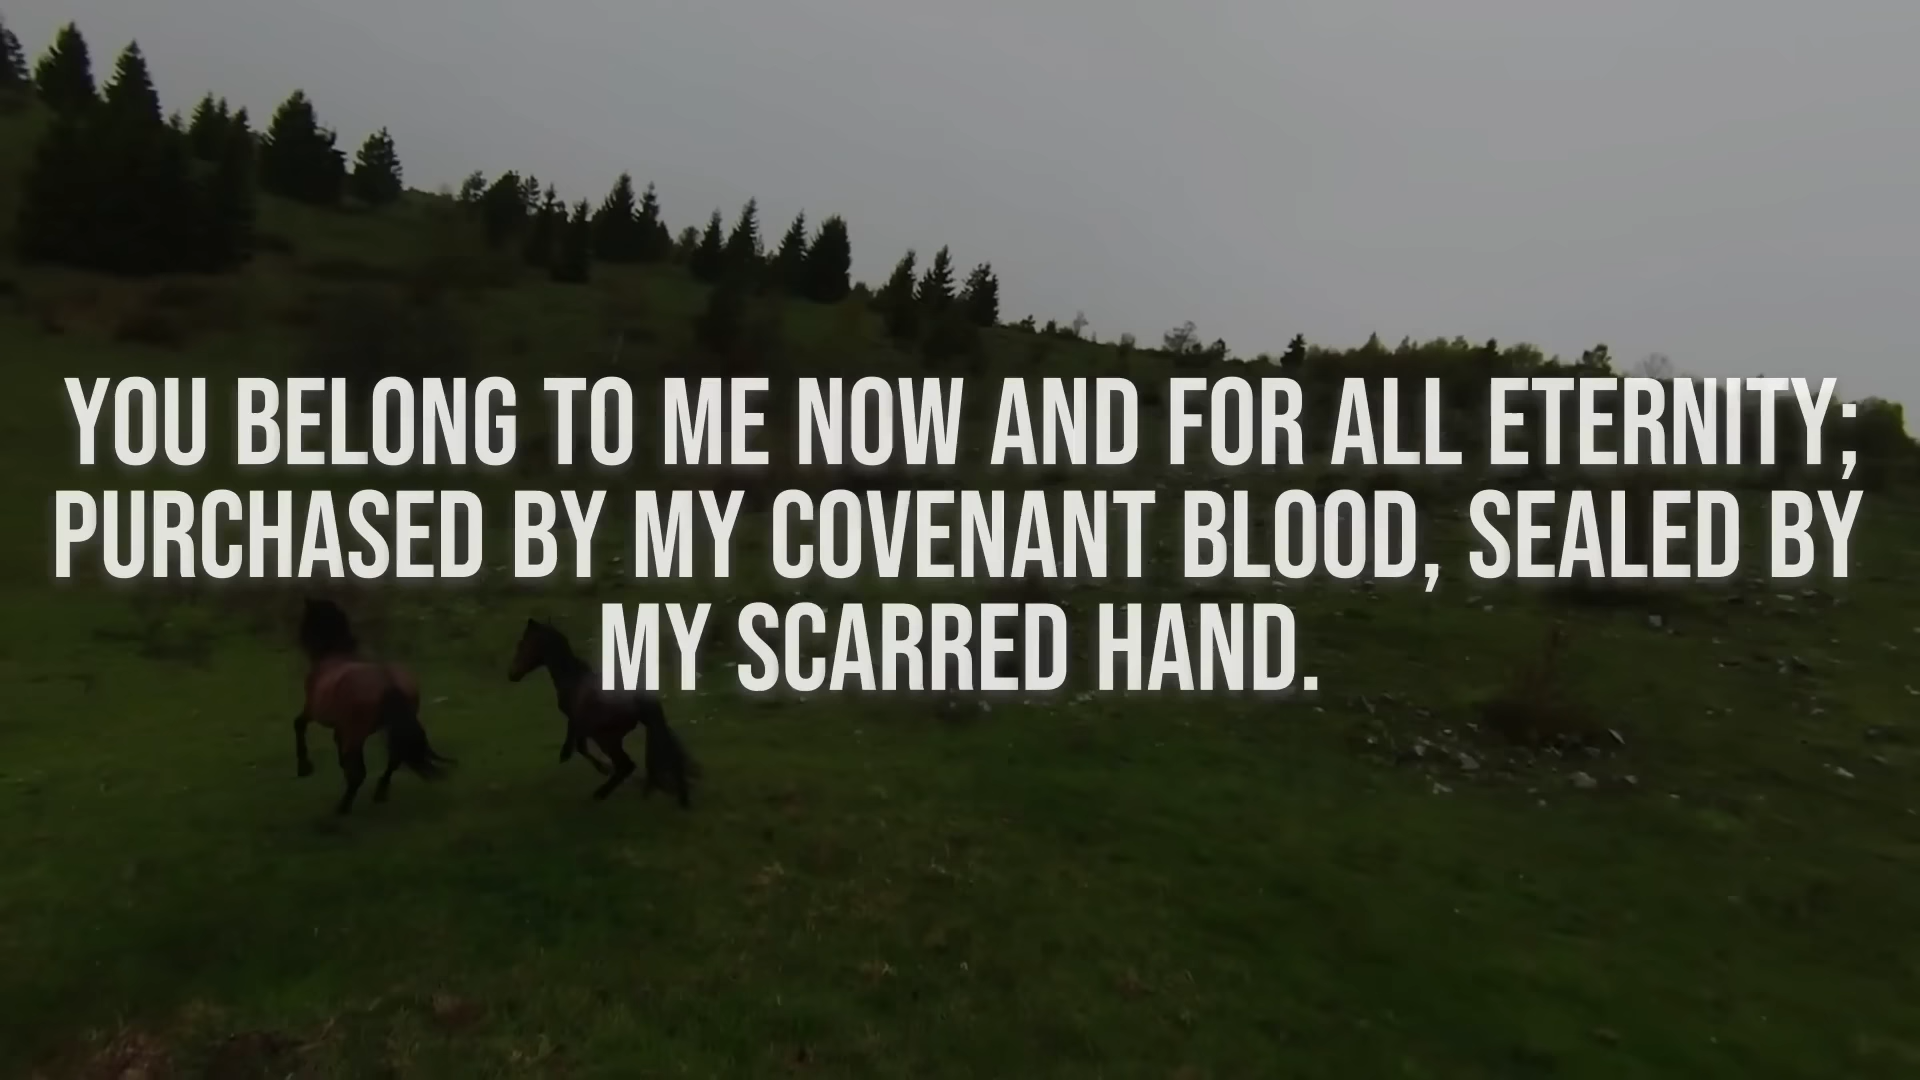 YOU BELONG TO ME NOW AND FOR ALL ETERNITY;
PURCHASED BY MY COVENANT BLOOD, SEALED BY
MY SCARRED HAND.